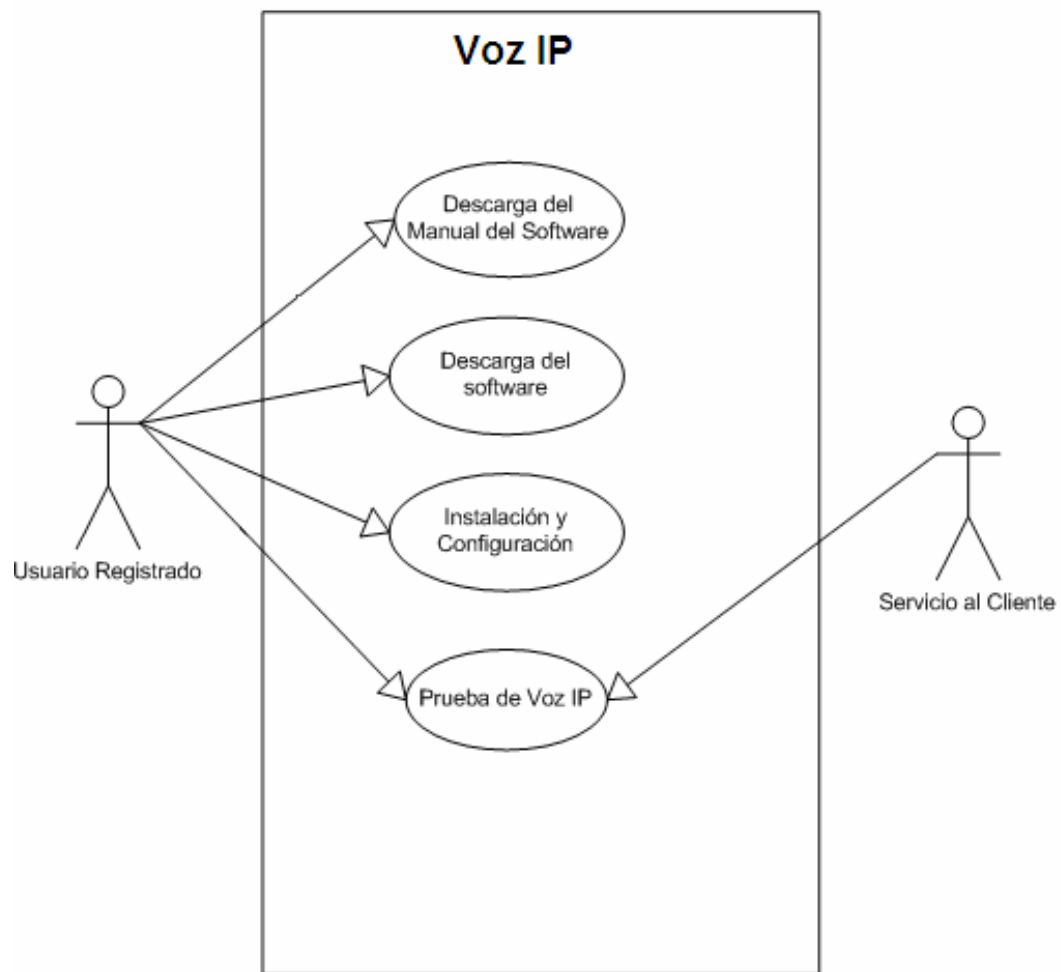 Voz IP
Descarga del
Manual del Software
Descarga del
software
Instalación y
Configuración
Usuario Registrado
Servicio al Cliente
Prueba de Voz IP